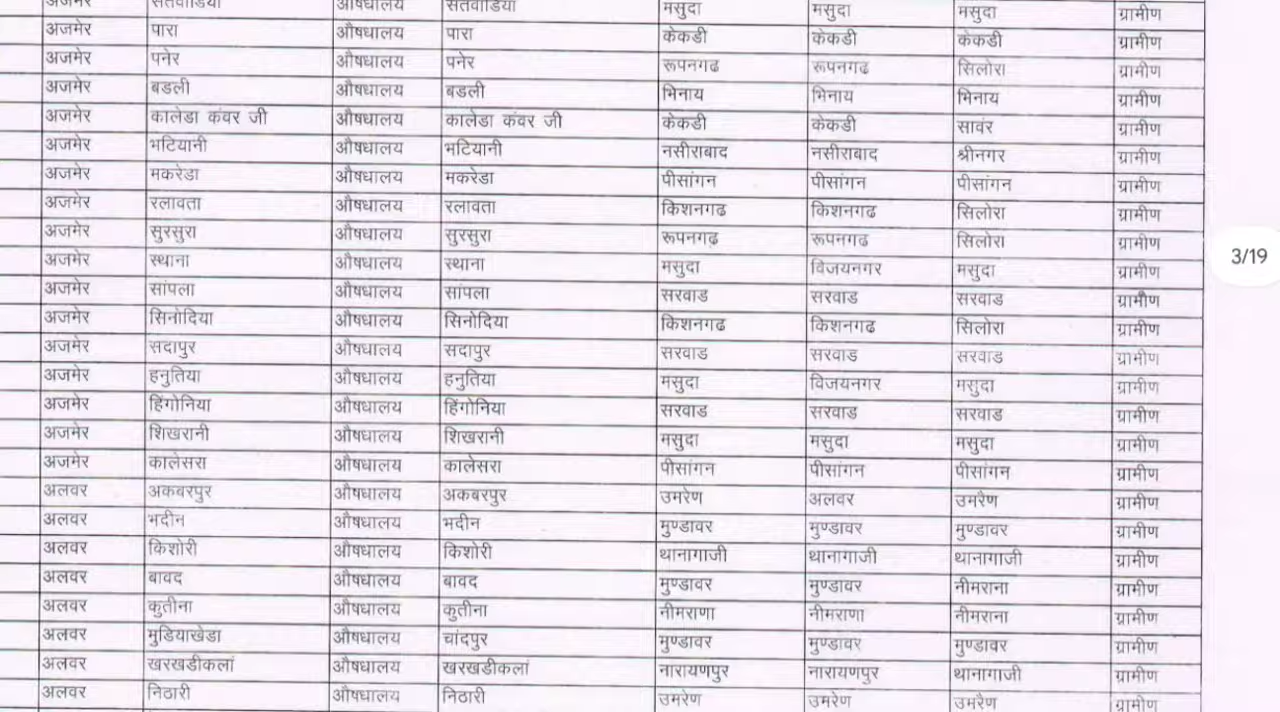 अजमेर सतवाडिया औषधालय सतवाडिया मसुदा मसुदा मसुदा ग्रामीण
अजमेर पारा औषधालय पारा केकडी केकडी केकडी ग्रामीण
अजमेर पनेर औषधालय पनेर रूपनगढ रूपनगढ सिलोरा ग्रामीण
अजमेर बडली औषधालय बडली भिनाय भिनाय भिनाय ग्रामीण
अजमेर कालेडा कंवर जी औषधालय कालेडा कंवर जी केकडी केकडी सावंर ग्रामीण
अजमेर भटियानी औषधालय भटियानी नसीराबाद नसीराबाद श्रीनगर ग्रामीण
अजमेर मकरेडा औषधालय मकरेडा पीसांगन पीसांगन पीसांगन ग्रामीण
अजमेर रलावता औषधालय रलावता किशनगढ किशनगढ सिलोरा ग्रामीण
अजमेर सुरसुरा औषधालय सुरसुरा रूपनगढ रूपनगढ सिलोरा ग्रामीण
अजमेर स्थाना औषधालय स्थाना मसुदा विजयनगर मसुदा ग्रामीण
अजमेर सांपला औषधालय सांपला सरवाड सरवाड सरवाड ग्रामीण
अजमेर सिनोदिया औषधालय सिनोदिया किशनगढ किशनगढ सिलोरा ग्रामीण
अजमेर सदापुर औषधालय सदापुर सरवाड सरवाड सरवाड ग्रामीण
अजमेर हनुतिया औषधालय हनुतिया मसुदा विजयनगर मसुदा ग्रामीण
अजमेर हिंगोनिया औषधालय हिंगोनिया सरवाड सरवाड सरवाड ग्रामीण
अजमेर शिखरानी औषधालय शिखरानी मसुदा मसुदा मसुदा ग्रामीण
अजमेर कालेसरा औषधालय कालेसरा पीसांगन पीसांगन पीसांगन ग्रामीण
अलवर अकबरपुर औषधालय अकबरपुर उमरेण अलवर उमरैण ग्रामीण
अलवर भदीन औषधालय भदीन मुण्डावर मुण्डावर मुण्डावर ग्रामीण
अलवर किशोरी औषधालय किशोरी थानागाजी थानागाजी थानागाजी ग्रामीण
अलवर बावद औषधालय बावद मुण्डावर मुण्डावर नीमराना ग्रामीण
अलवर कुतीना औषधालय कुतीना नीमराणा नीमराणा नीमराना ग्रामीण
अलवर मुडियाखेडा औषधालय चांदपुर मुण्डावर मुण्डावर मुण्डावर ग्रामीण
अलवर खरखडीकलां औषधालय खरखडीकलां नारायणपुर नारायणपुर थानागाजी ग्रामीण
अलवर निठारी औषधालय निठारी उमरेण उमरेण उमरैण ग्रामीण
3/19